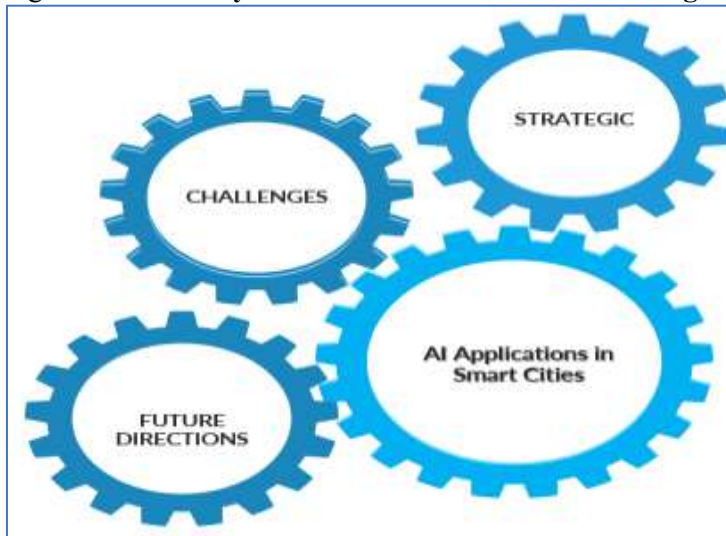 STRATEGIC
CHALLENGES
AI Applications in
Smart Cities
FUTURE
DIRECTIONS